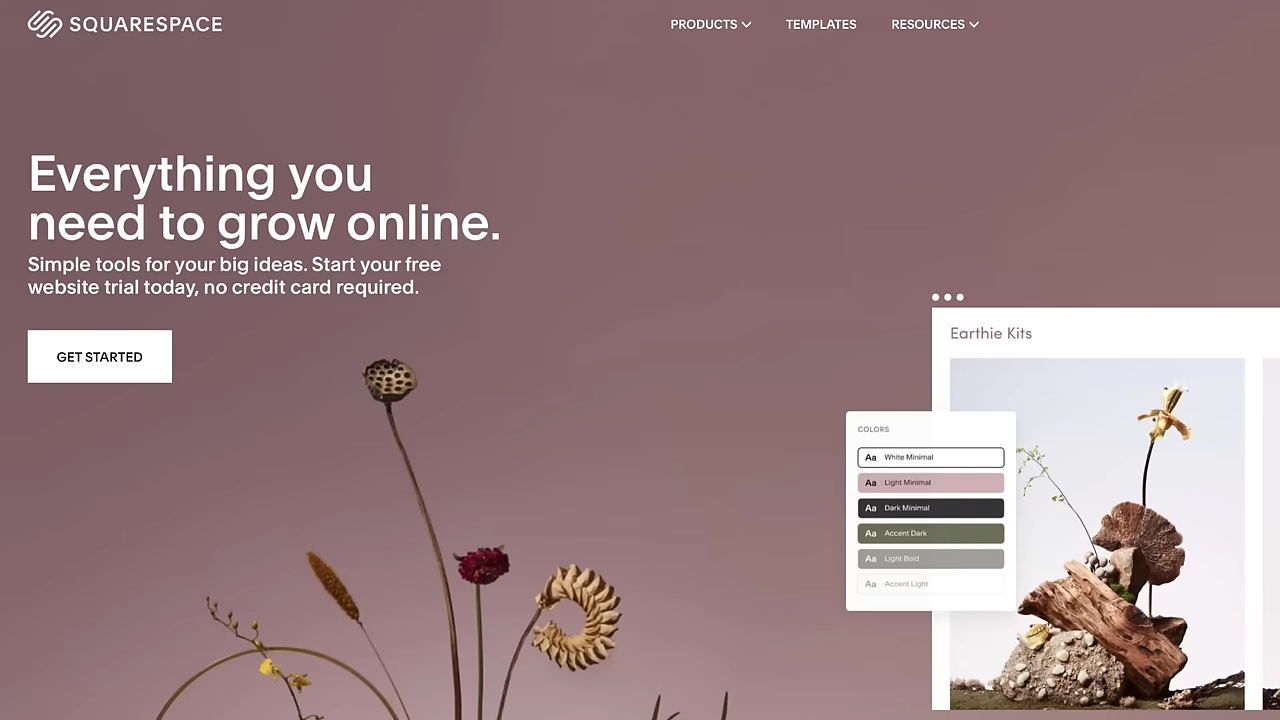 SQUARESPACE
PRODUCTS
TEMPLATES
RESOURCES
Everything you
need to grow online.
Simple tools for your big ideas. Start your free
website trial today, no credit card required.
GET STARTED
Earthie Kits
COLORS
Aa White Minimal
Aa Light Minimal
Aa Dark Minimal
Aa Accent Dark
Aa Light Bold
Aa Accent Light